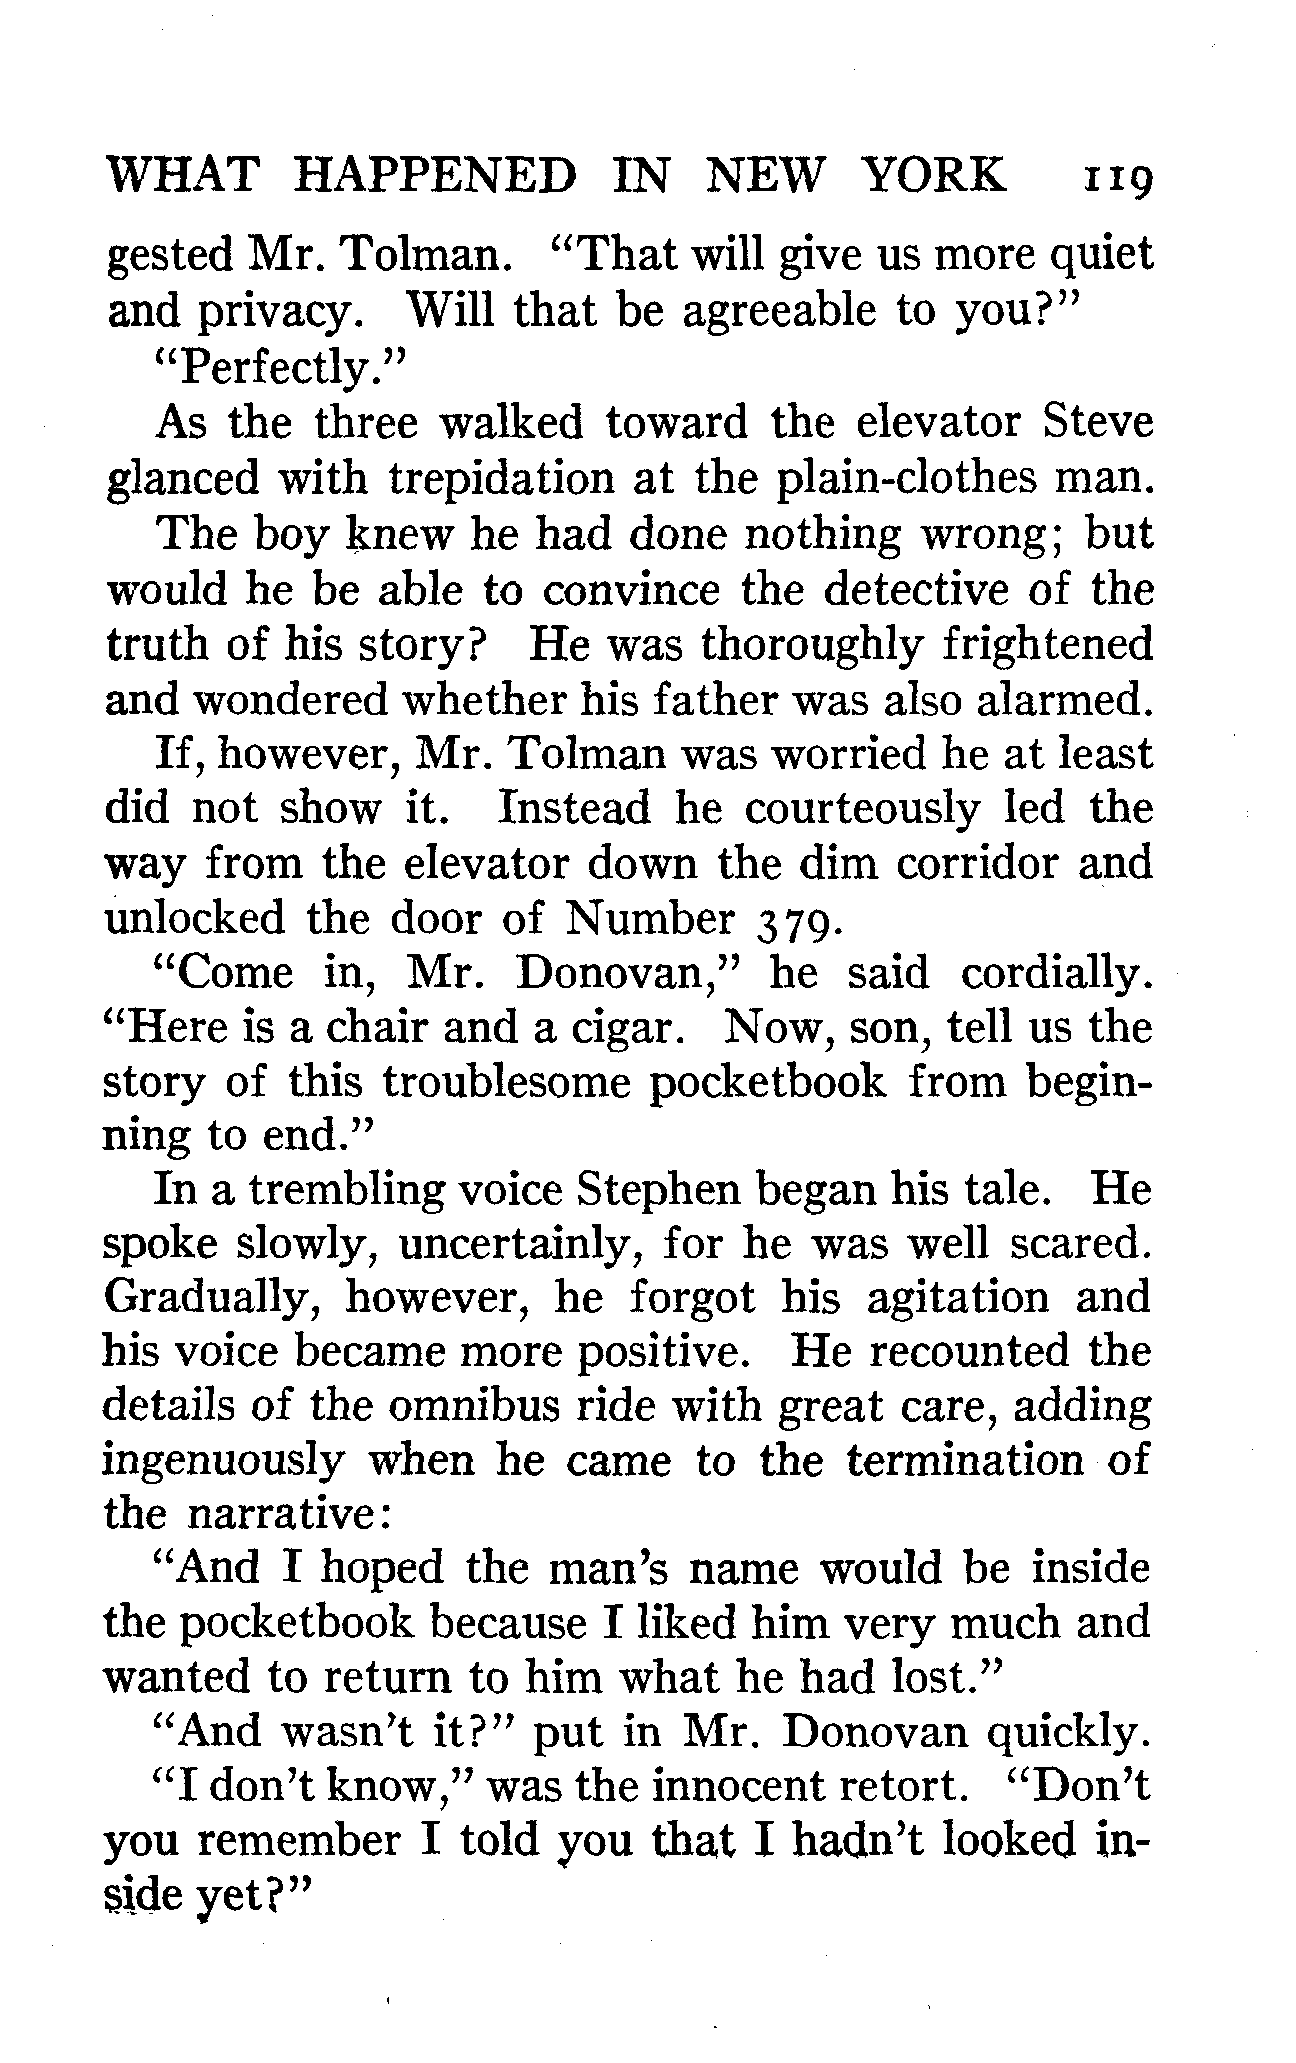 WHAT HAPPENED IN NEW YORK 119
gested Mr. Tolman. “That will give us more quiet
and privacy. Will that be agreeable to you?”
“Perfectly.”
As the three walked toward the elevator Steve
glanced with trepidation at the plain-clothes man.
The boy knew he had done nothing wrong; but
would he be able to convince the detective of the
truth of his story? He was thoroughly frightened
and wondered whether his father was also alarmed.
If, however, Mr. Tolman was worried he at least
did not show it. Instead he courteously led the
way from the elevator down the dim corridor and
unlocked the door of Number 379.
“Come in, Mr. Donovan,” he said cordially.
“Here is a chair and a cigar. Now, son, tell us the
story of this troublesome pocketbook from begin-
ning to end.”
In a trembling voice Stephen began his tale. He
spoke slowly, uncertainly, for he was well scared.
Gradually, however, he forgot his agitation and
his voice became more positive. He recounted the
details of the omnibus ride with great care, adding
ingenuously when he came to the termination of
the narrative:
“And I hoped the man’s name would be inside
the pocketbook because I liked him very much and
wanted to return to him what he had lost.”
“And wasn’t it?” put in Mr. Donovan quickly.
“I don’t know,” was the innocent retort. “Don’t
you remember I told you that I hadn’t looked in-
side yet?”